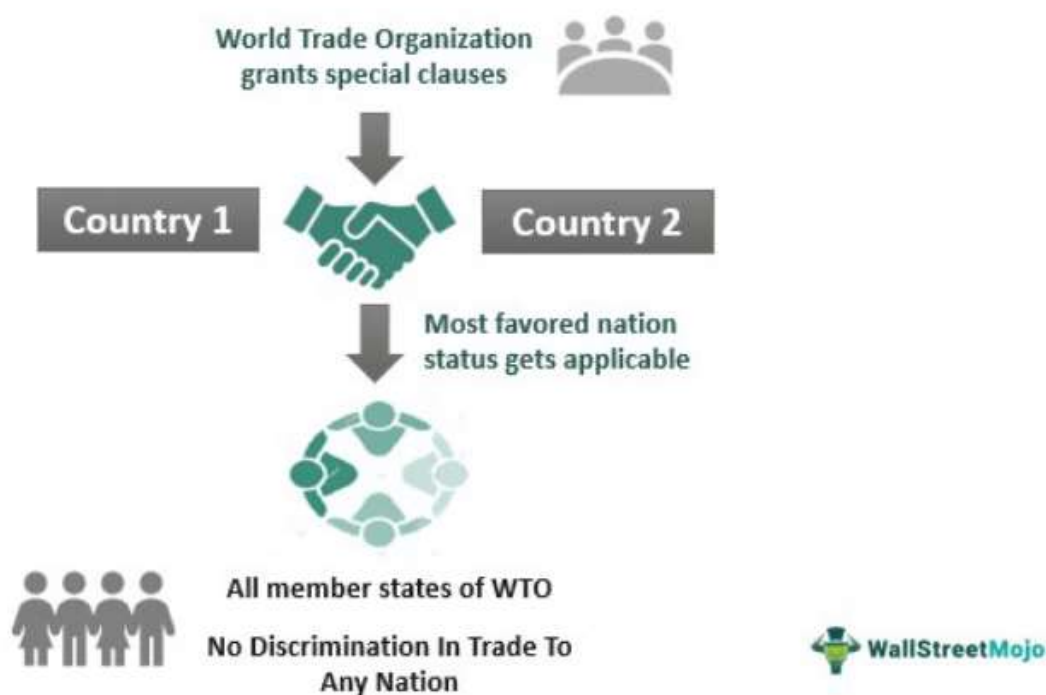 World Trade Organization
grants special clauses
Country 1
Country 2
Most favored nation
status gets applicable
All member states of WTO
No Discrimination In Trade To
Any Nation
WallStreetMojo